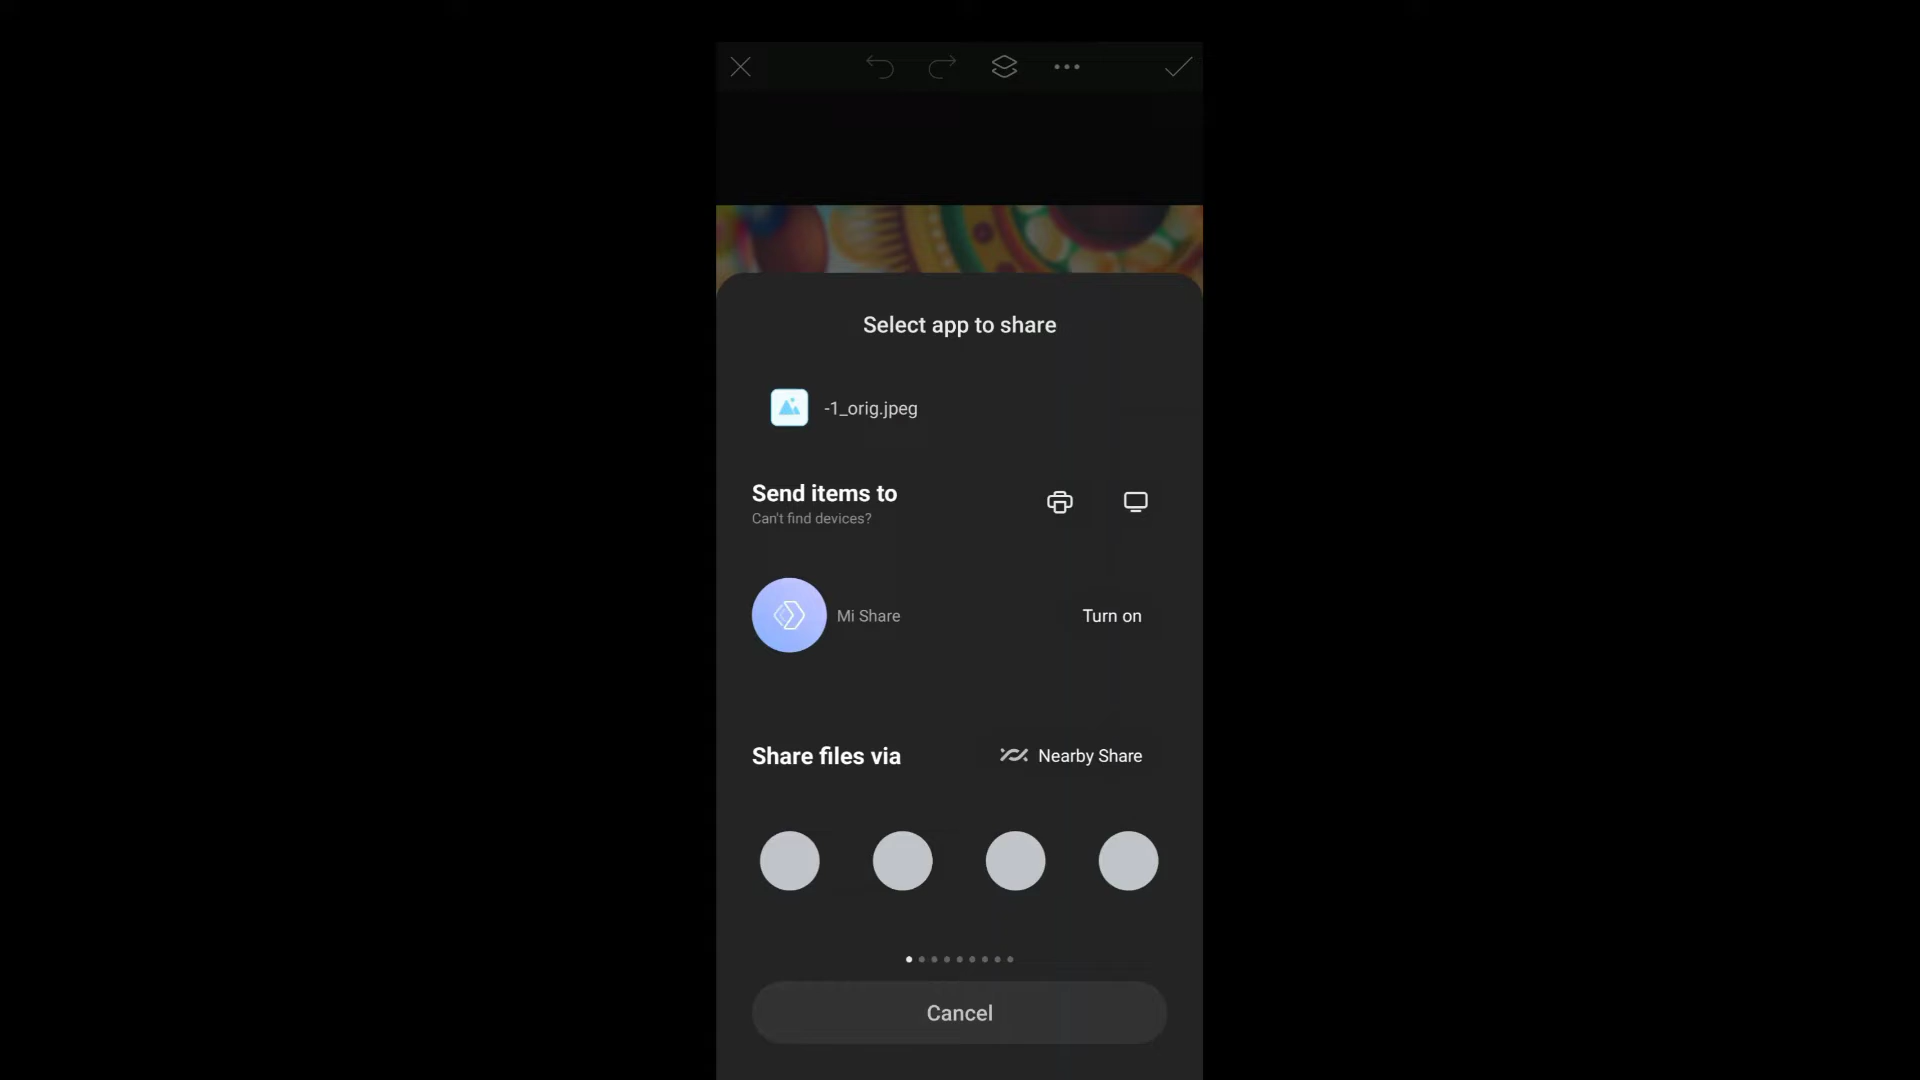 Select app to share
-1_orig.jpeg
Send items to
Can't find devices?
Mi Share
Turn on
Share files via
Nearby Share
Cancel